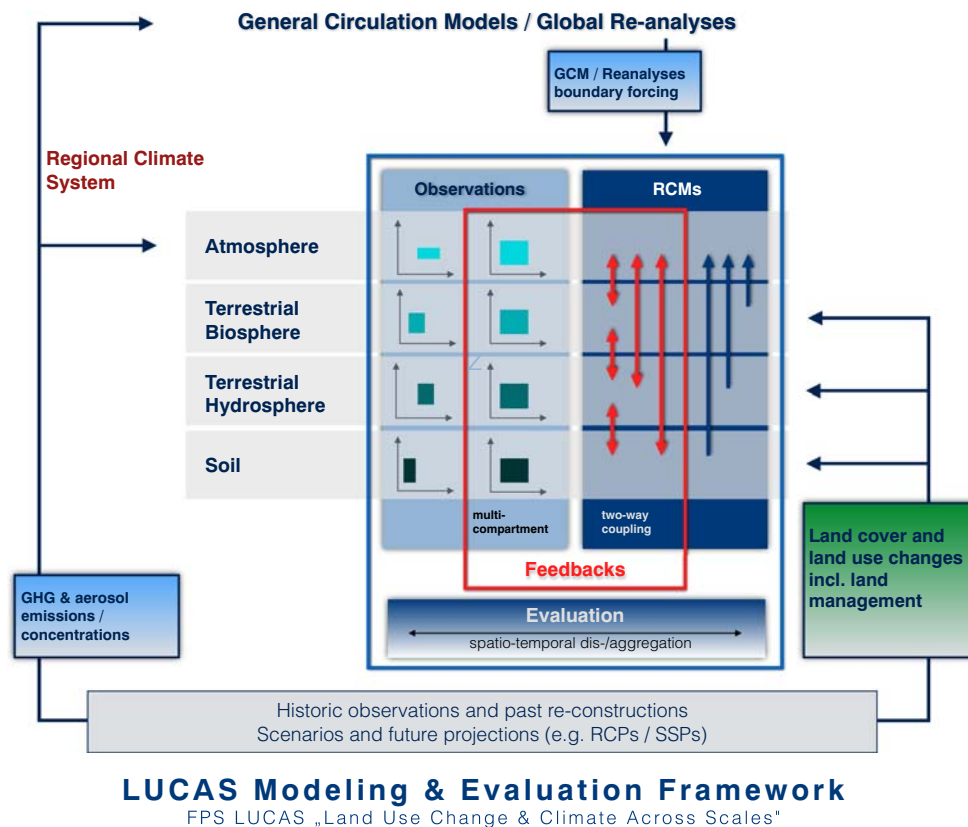 General Circulation Models / Global Re-analyses
GCM / Reanalyses
boundary forcing
Regional Climate
System
Observations
RCMs
Atmosphere
Terrestrial
Biosphere
Terrestrial
Hydrosphere
Soil
multi-
compartment
two-way
coupling
Feedbacks
Land cover and
land use changes
incl. land
management
GHG & aerosol
emissions /
concentrations
Evaluation
spatio-temporal dis-/aggregation
Historic observations and past re-constructions
Scenarios and future projections (e.g. RCPs / SSPs)
LUCAS Modeling & Evaluation Framework
FPS LUCAS „Land Use Change & Climate Across Scales"